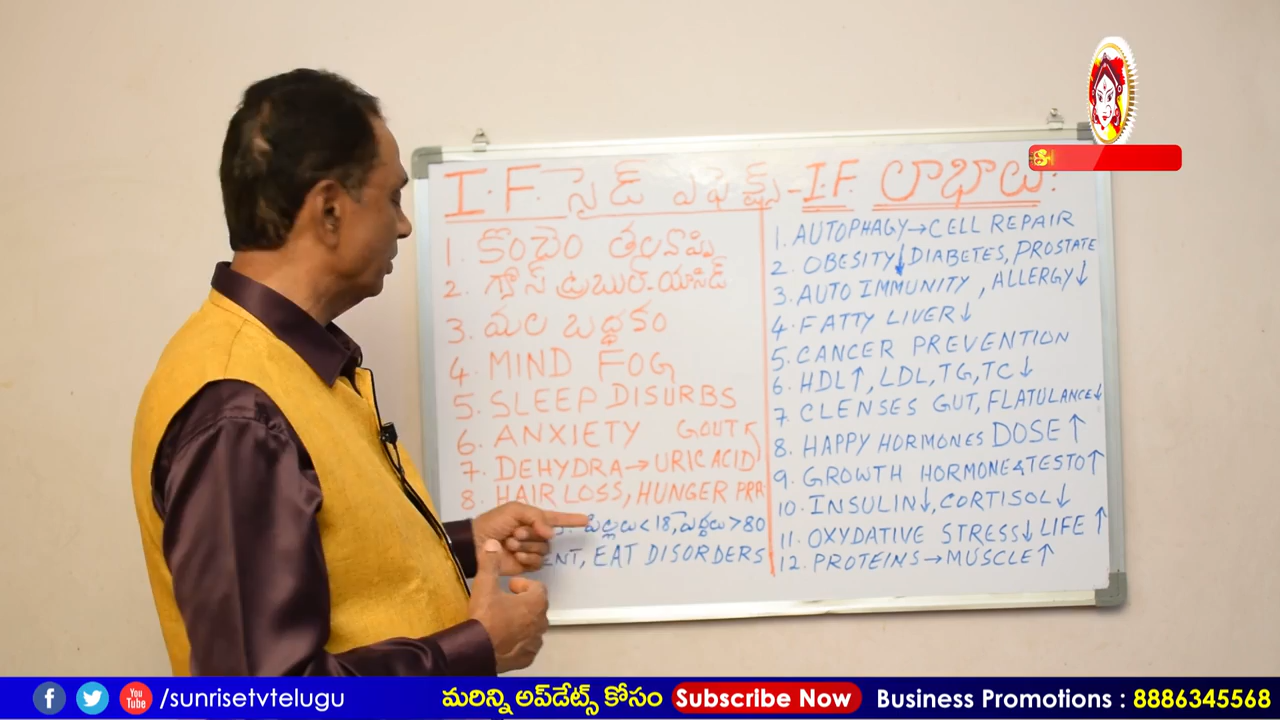 I.F. సైడ్ ఎఫెక్ట్స్-I.F. లాభాలు:
1. కొంచెం తలనొప్పి
2. గ్యాస్ ట్రబుల్-యాసిడ్
3. మల బద్ధకం
4. MIND FOG
5. SLEEP DISURBS
6. ANXIETY GOUT
7. DEHYDRA→URIC ACID
8. HAIR LOSS, HUNGER
పిల్లలు<18, పెద్దలు >80
EAT DISORDERS
1. AUTOPHAGY→CELL REPAIR
2. OBESITY↓DIABETES, PROSTATE
3. AUTO IMMUNITY, ALLERGY↓
4. FATTY LIVER↓
5. CANCER PREVENTION
6. HDL↑, LDL, TG, TC↓
7. CLENSES GUT, FLATULANCE↓
8. HAPPY HORMONES DOSE↑
9. GROWTH HORMONE & TESTO↑
10. INSULIN↓, CORTISOL↓
11. OXYDATIVE STRESS↓ LIFE↑
12. PROTEINS→MUSCLE↑
/sunrisetvtelugu మరిన్ని అప్‌డేట్స్ కోసం Subscribe Now Business Promotions : 8886345568